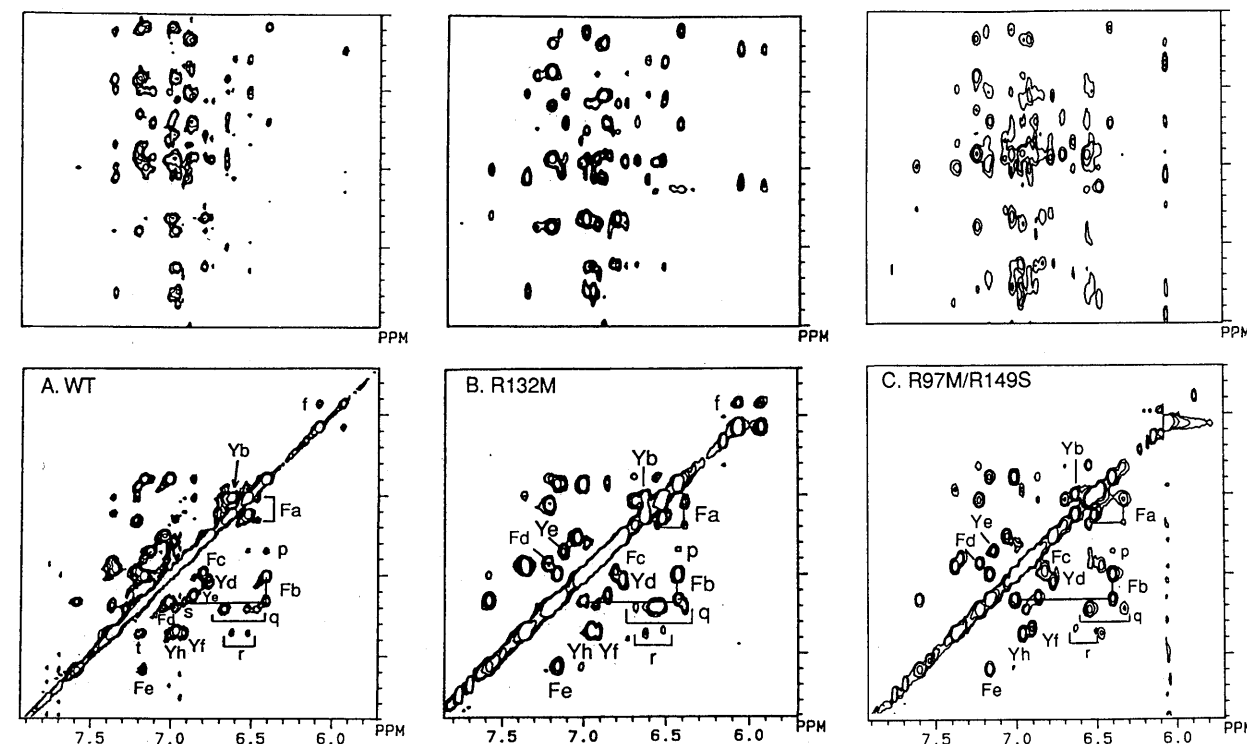 PPM PPM PPM
A. WT
f
Yb
Fa
p
Fc
Yd
Fb
Ye
s
Fd
q
t
Yh Yf
r
Fe
7.5 7.0 6.5 6.0 PPM
B. R132M
f
Yb
Fa
Ye
Fd
p
Fc
Yd
Fb
q
Yh Yf
r
Fe
7.5 7.0 6.5 6.0 PPM
C. R97M/R149S
Yb
Fa
Ye
Fd
p
Fc
Yd
Fb
q
Yf
Yh
r
Fe
7.5 7.0 6.5 6.0 PPM